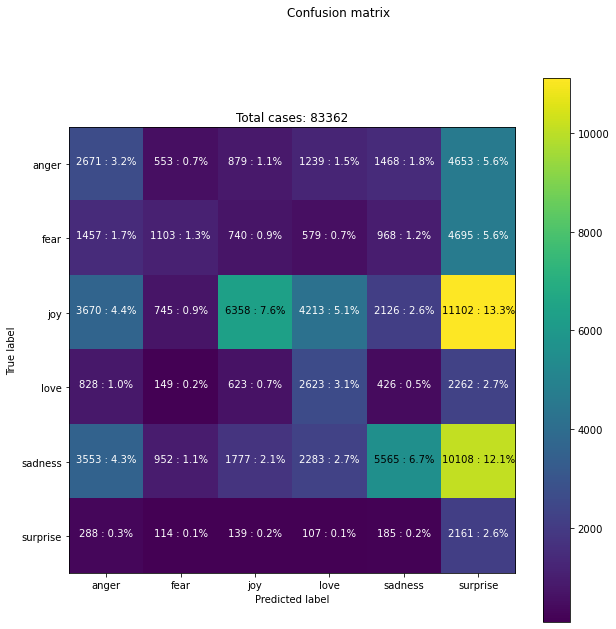 Confusion matrix
Total cases: 83362
anger 2671 : 3.2% 553 : 0.7% 879 : 1.1% 1239 : 1.5% 1468 : 1.8% 4653 : 5.6%
fear 1457 : 1.7% 1103 : 1.3% 740 : 0.9% 579 : 0.7% 968 : 1.2% 4695 : 5.6%
joy 3670 : 4.4% 745 : 0.9% 6358 : 7.6% 4213 : 5.1% 2126 : 2.6% 11102 : 13.3%
love 828 : 1.0% 149 : 0.2% 623 : 0.7% 2623 : 3.1% 426 : 0.5% 2262 : 2.7%
sadness 3553 : 4.3% 952 : 1.1% 1777 : 2.1% 2283 : 2.7% 5565 : 6.7% 10108 : 12.1%
surprise 288 : 0.3% 114 : 0.1% 139 : 0.2% 107 : 0.1% 185 : 0.2% 2161 : 2.6%
anger fear joy love sadness surprise
Predicted label
True label
10000
8000
6000
4000
2000